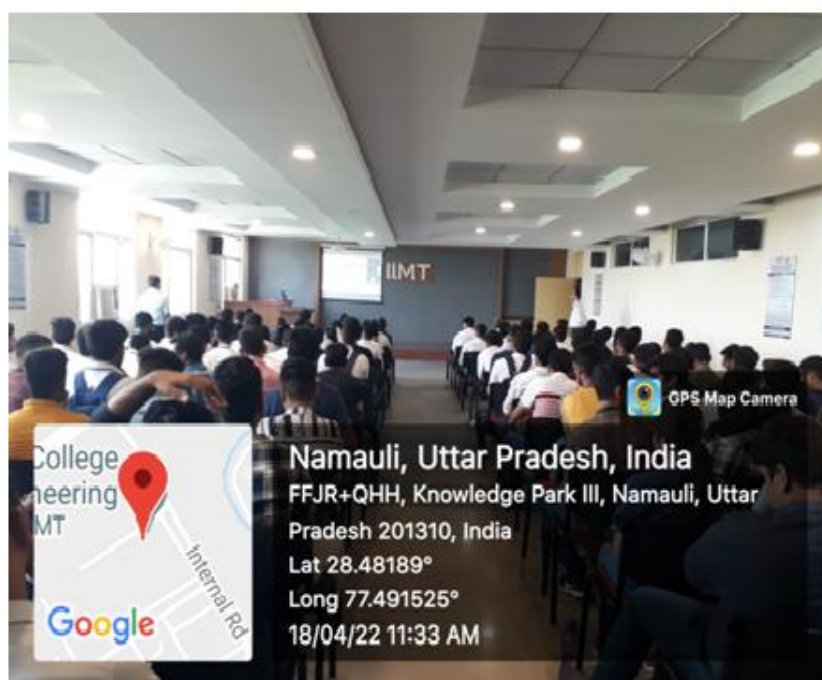 IIMT
GPS Map Camera
College
neering
MT
Internal Rd
Google
Namauli, Uttar Pradesh, India
FFJR+QHH, Knowledge Park III, Namauli, Uttar
Pradesh 201310, India
Lat 28.48189°
Long 77.491525°
18/04/22 11:33 AM